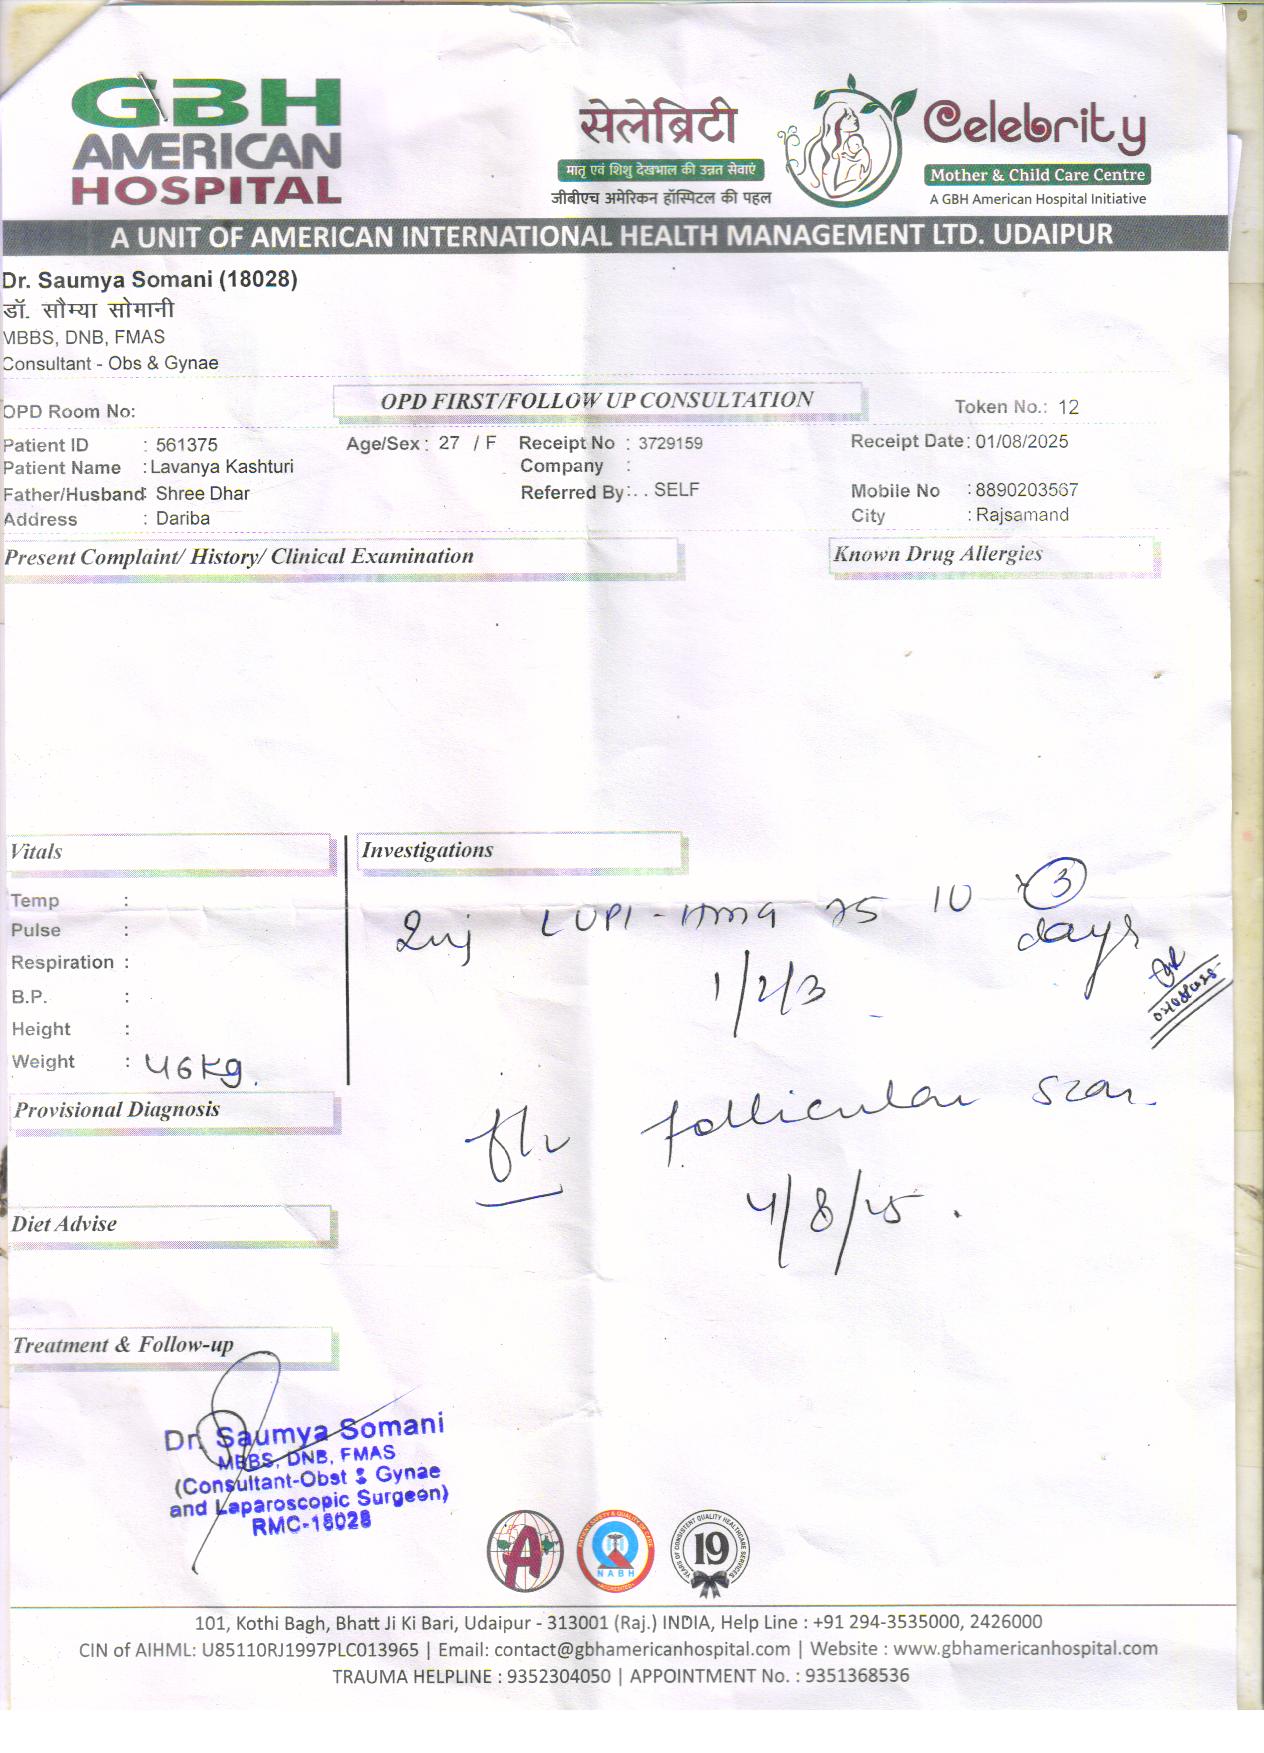 GBH
AMERICAN
HOSPITAL
सेलेब्रिटी
मातृ एवं शिशु देखभाल की उन्नत सेवाएं
जीबीएच अमेरिकन हॉस्पिटल की पहल
Celebrity
Mother & Child Care Centre
A GBH American Hospital Initiative
A UNIT OF AMERICAN INTERNATIONAL HEALTH MANAGEMENT LTD. UDAIPUR
Dr. Saumya Somani (18028)
डॉ. सौम्या सोमानी
MBBS, DNB, FMAS
Consultant - Obs & Gynae
OPD Room No:
OPD FIRST/FOLLOW UP CONSULTATION
Token No.: 12
Patient ID : 561375 Age/Sex : 27 / F Receipt No : 3729159 Receipt Date: 01/08/2025
Patient Name : Lavanya Kashturi Company :
Father/Husband: Shree Dhar Referred By: . . SELF Mobile No : 8890203567
Address : Dariba City : Rajsamand
Present Complaint/ History/ Clinical Examination Known Drug Allergies
Vitals Investigations
Temp :
Pulse :
Respiration :
B.P. :
Height :
Weight : 46kg.
Inj LUPI-HMG 75 IU x 3 days
1/2/3
Provisional Diagnosis
f/u follicular scan
4/8/25.
Diet Advise
Treatment & Follow-up
Dr. Saumya Somani
MBBS, DNB, FMAS
(Consultant-Obst & Gynae
and Laparoscopic Surgeon)
RMC-18028
A
NABH
19
YEARS OF CONSISTENT QUALITY HEALTHCARE SERVICES
101, Kothi Bagh, Bhatt Ji Ki Bari, Udaipur - 313001 (Raj.) INDIA, Help Line : +91 294-3535000, 2426000
CIN of AIHML: U85110RJ1997PLC013965 | Email: contact@gbhamericanhospital.com | Website : www.gbhamericanhospital.com
TRAUMA HELPLINE : 9352304050 | APPOINTMENT No. : 9351368536